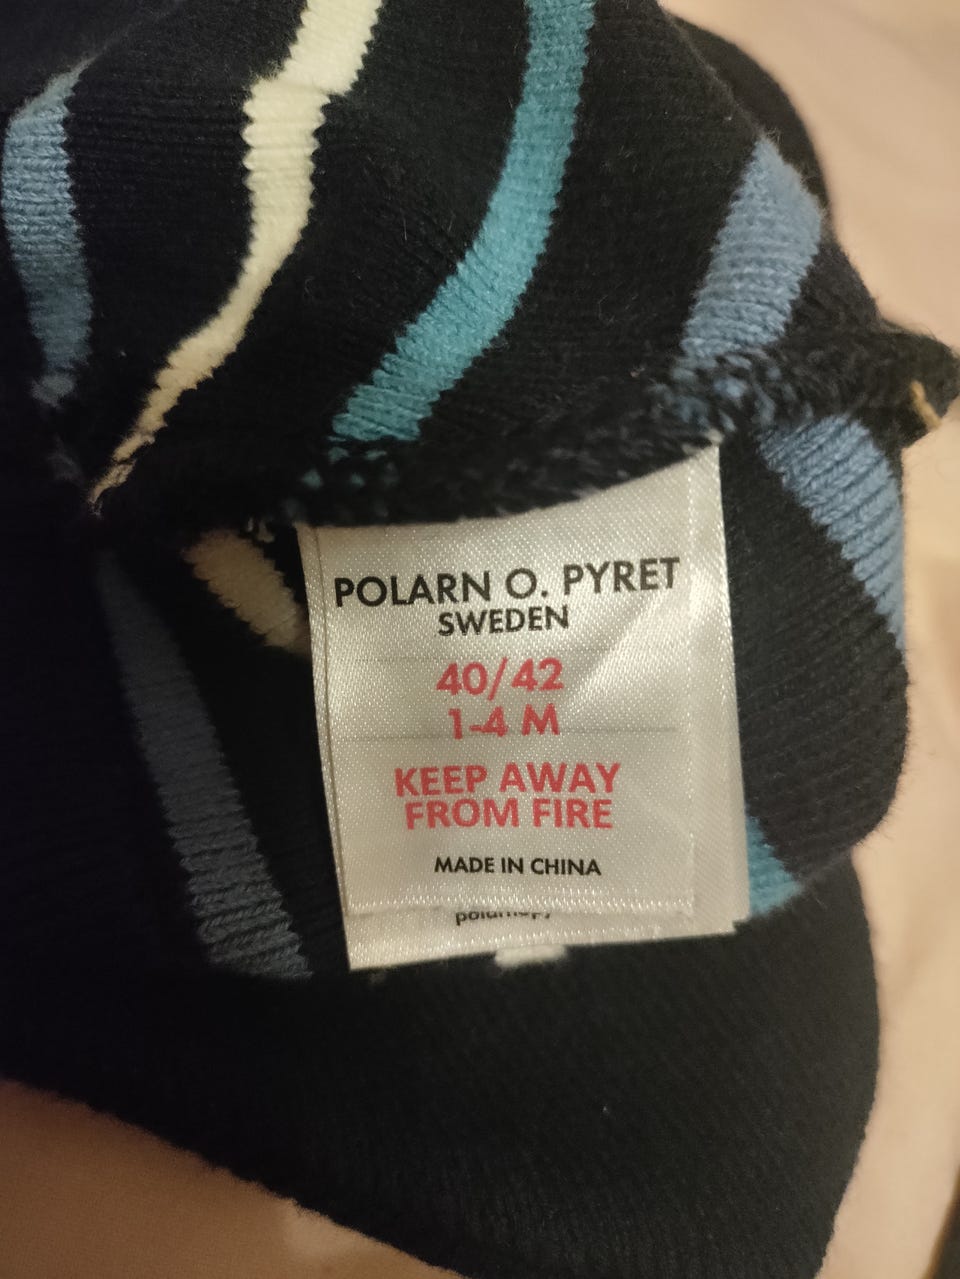 POLARN O. PYRET
SWEDEN
40/42
1-4 M
KEEP AWAY
FROM FIRE
MADE IN CHINA